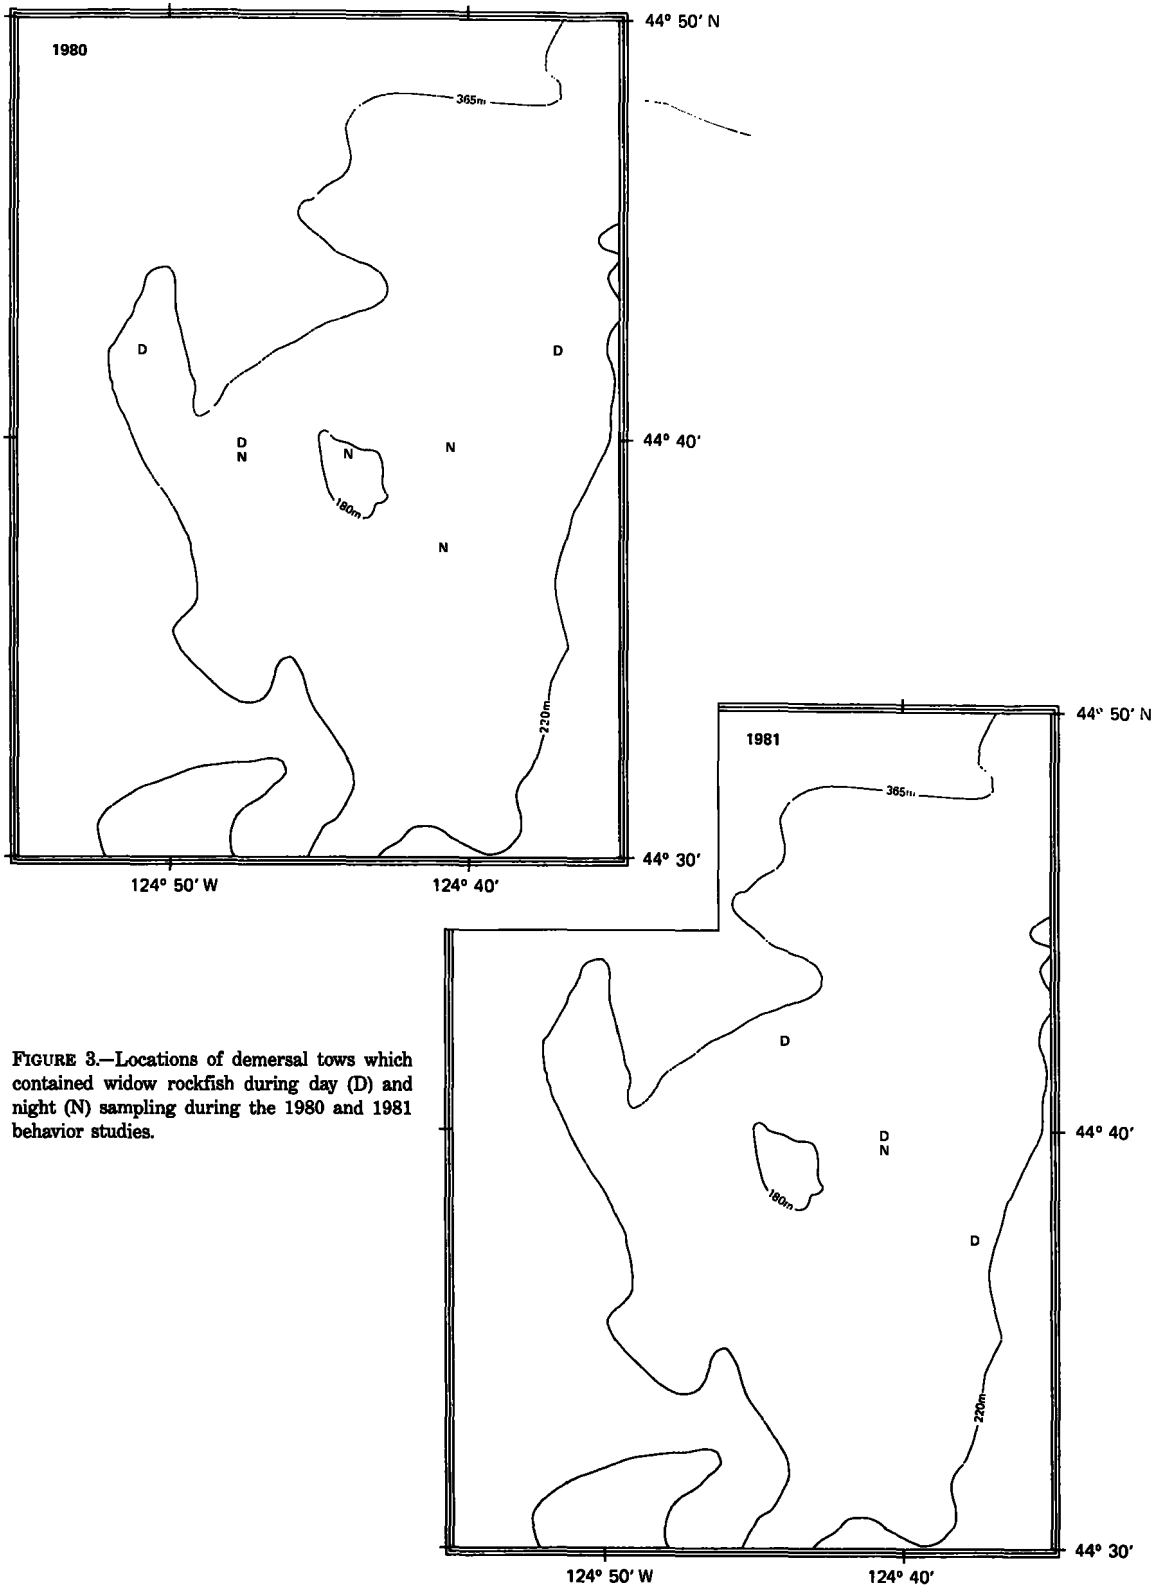 44° 50′ N
1980
365m
D
D
D
N
N
N
44° 40′
180m
N
220m
44° 30′
124° 50′ W
124° 40′
44° 50′ N
1981
365m
D
FIGURE 3.—Locations of demersal tows which
contained widow rockfish during day (D) and
night (N) sampling during the 1980 and 1981
behavior studies.
D
N
44° 40′
180m
D
220m
44° 30′
124° 50′ W
124° 40′